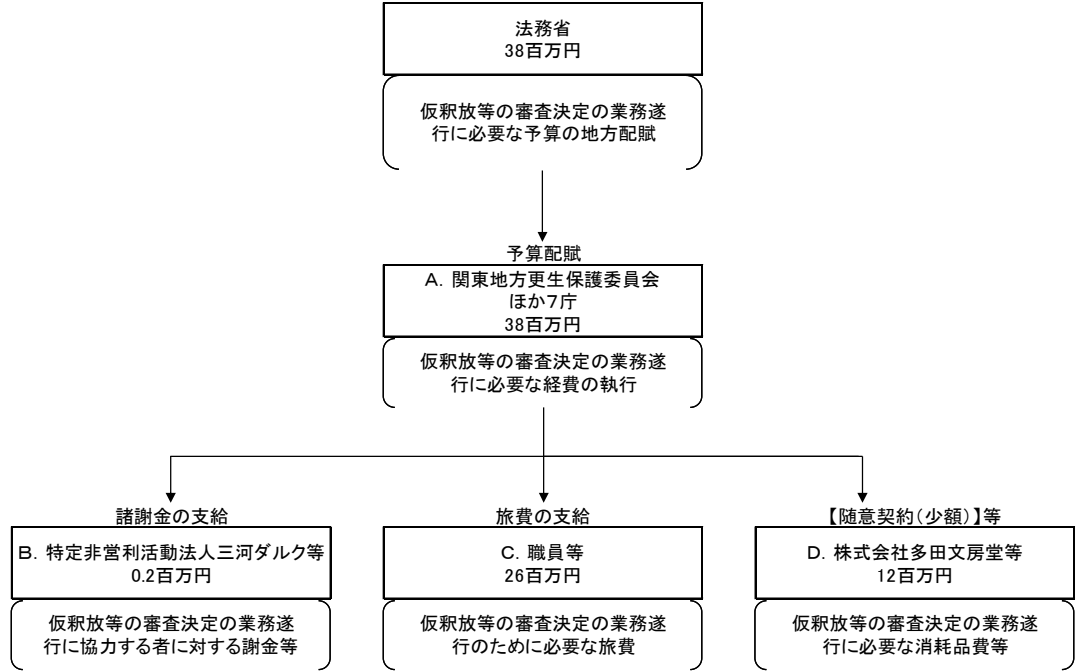 法務省
38百万円
仮釈放等の審査決定の業務遂
行に必要な予算の地方配賦
予算配賦
A. 関東地方更生保護委員会
ほか７庁
38百万円
仮釈放等の審査決定の業務遂
行に必要な経費の執行
諸謝金の支給
B. 特定非営利活動法人三河ダルク等
0.2百万円
仮釈放等の審査決定の業務遂
行に協力する者に対する謝金等
旅費の支給
C. 職員等
26百万円
仮釈放等の審査決定の業務遂
行のために必要な旅費
【随意契約（少額）】等
D. 株式会社多田文房堂等
12百万円
仮釈放等の審査決定の業務遂
行に必要な消耗品費等